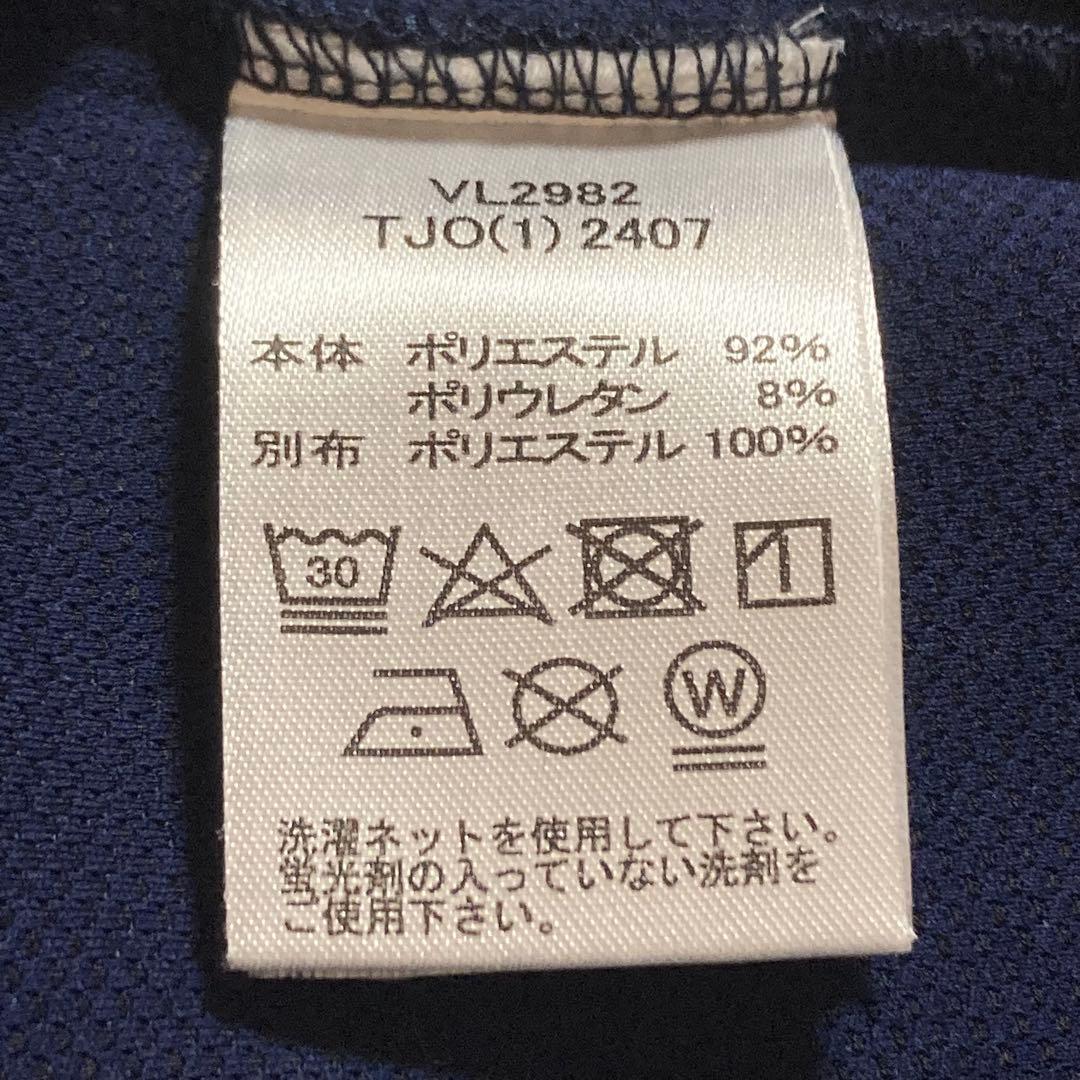 VL2982
TJO(1) 2407
本体 ポリエステル 92%
ポリウレタン 8%
別布 ポリエステル 100%
30
W
洗濯ネットを使用して下さい。
蛍光剤の入っていない洗剤を
ご使用下さい。